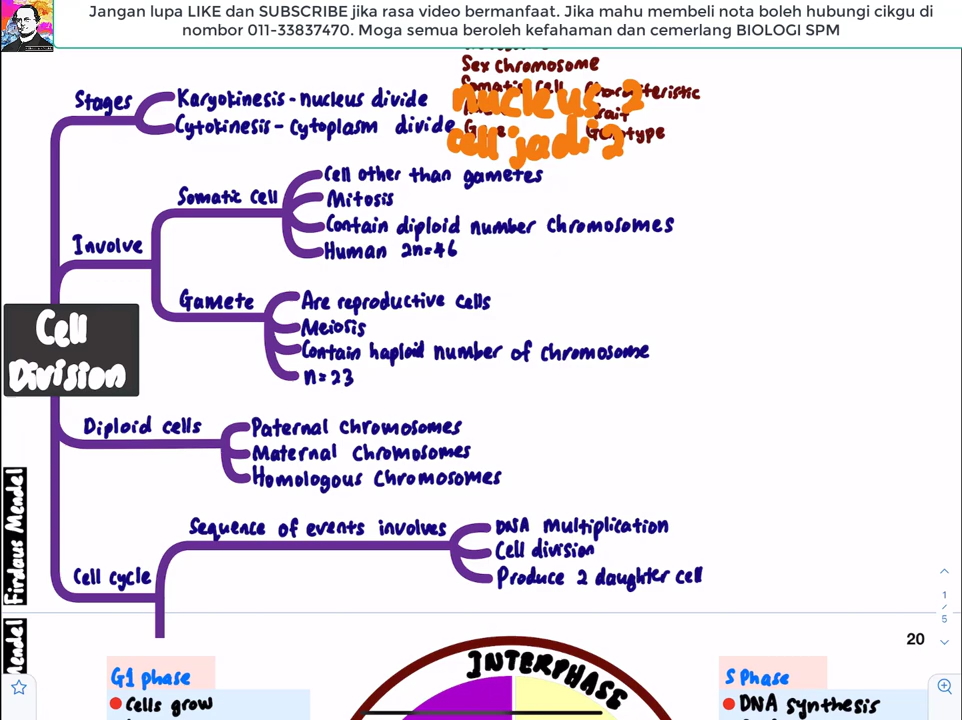 Jangan lupa LIKE dan SUBSCRIBE jika rasa video bermanfaat. Jika mahu membeli nota boleh hubungi cikgu di
nombor 011-33837470. Moga semua beroleh kefahaman dan cemerlang BIOLOGI SPM
Sex chromosome
Stages
Karyokinesis - nucleus divide
Cytokinesis - cytoplasm divide
nucleus 2
cell jadi 2
Somatic cell
Cell other than gametes
Mitosis
Contain diploid number chromosomes
Human 2n=46
Involve
Gamete
Are reproductive cells
Meiosis
Contain haploid number of chromosome
n=23
Cell
Division
Diploid cells
Paternal chromosomes
Maternal chromosomes
Homologous chromosomes
Sequence of events involves
DNA multiplication
Cell division
Produce 2 daughter cell
Cell cycle
Firdaus Mendel
Mendel
1
/
5
20
INTERPHASE
G1 phase
Cells grow
S Phase
DNA synthesis